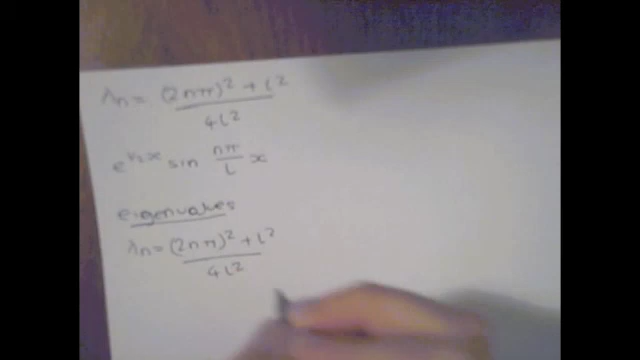 λn = (2nπ)² + L²
4L²
e^½x sin nπ/L x
eigenvalues
λn = (2nπ)² + L²
4L²